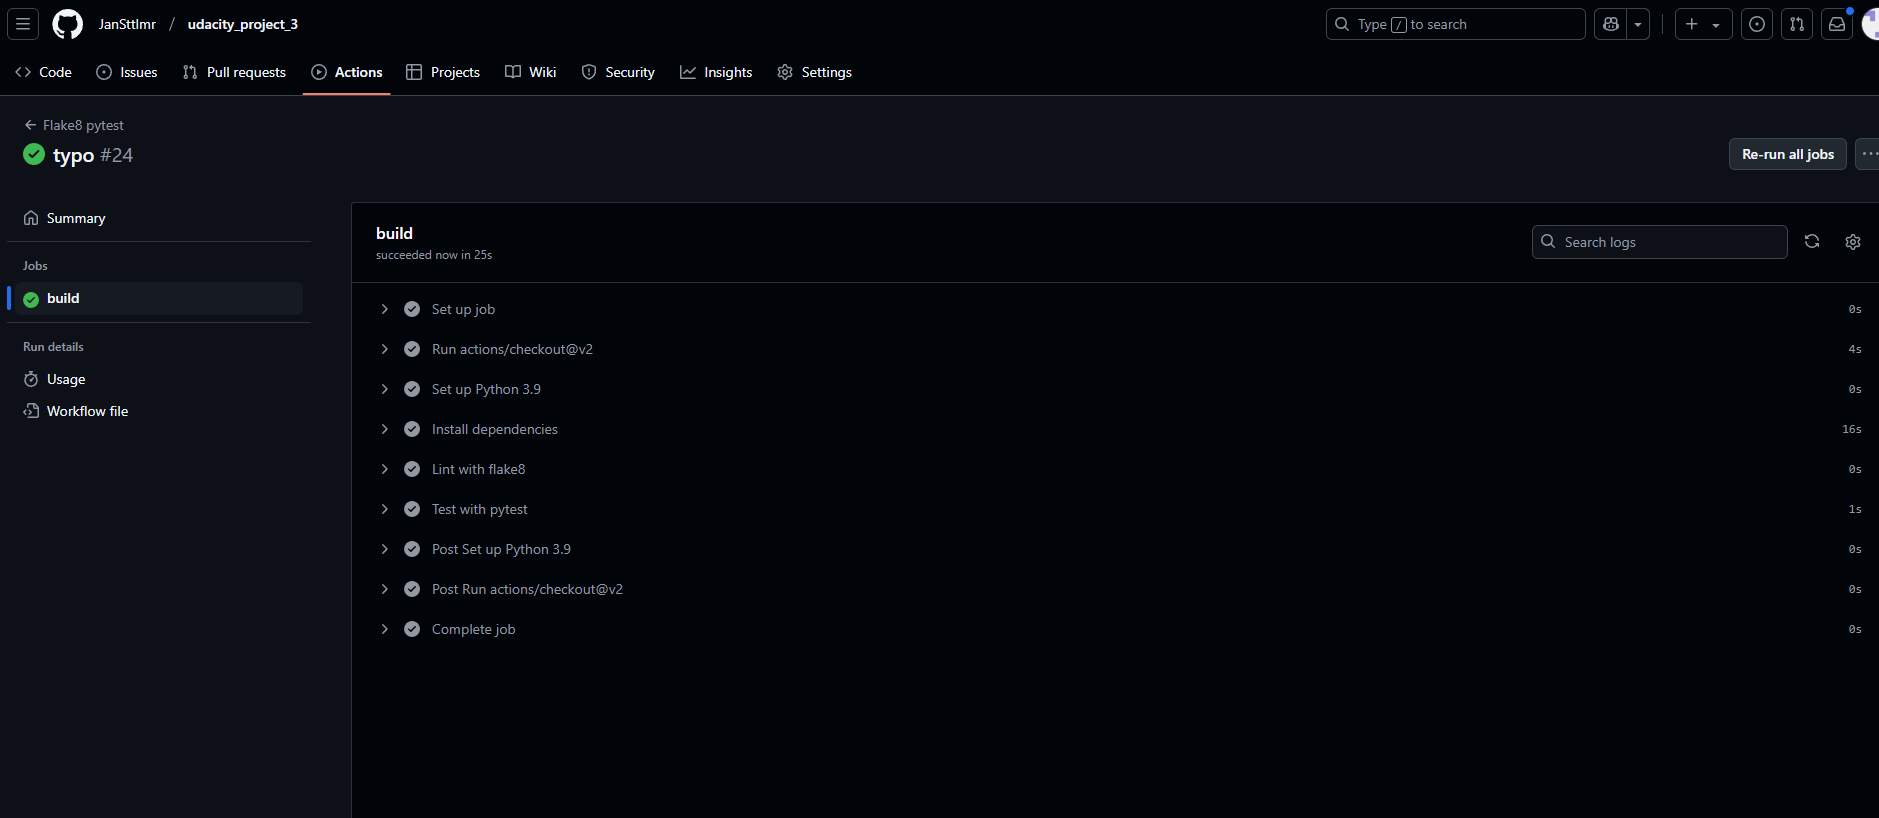 JanSttlmr / udacity_project_3
Type / to search
Code Issues Pull requests Actions Projects Wiki Security Insights Settings
Flake8 pytest
typo #24
Re-run all jobs
Summary
Jobs
build
Run details
Usage
Workflow file
build
succeeded now in 25s
Search logs
Set up job 0s
Run actions/checkout@v2 4s
Set up Python 3.9 0s
Install dependencies 16s
Lint with flake8 0s
Test with pytest 1s
Post Set up Python 3.9 0s
Post Run actions/checkout@v2 0s
Complete job 0s